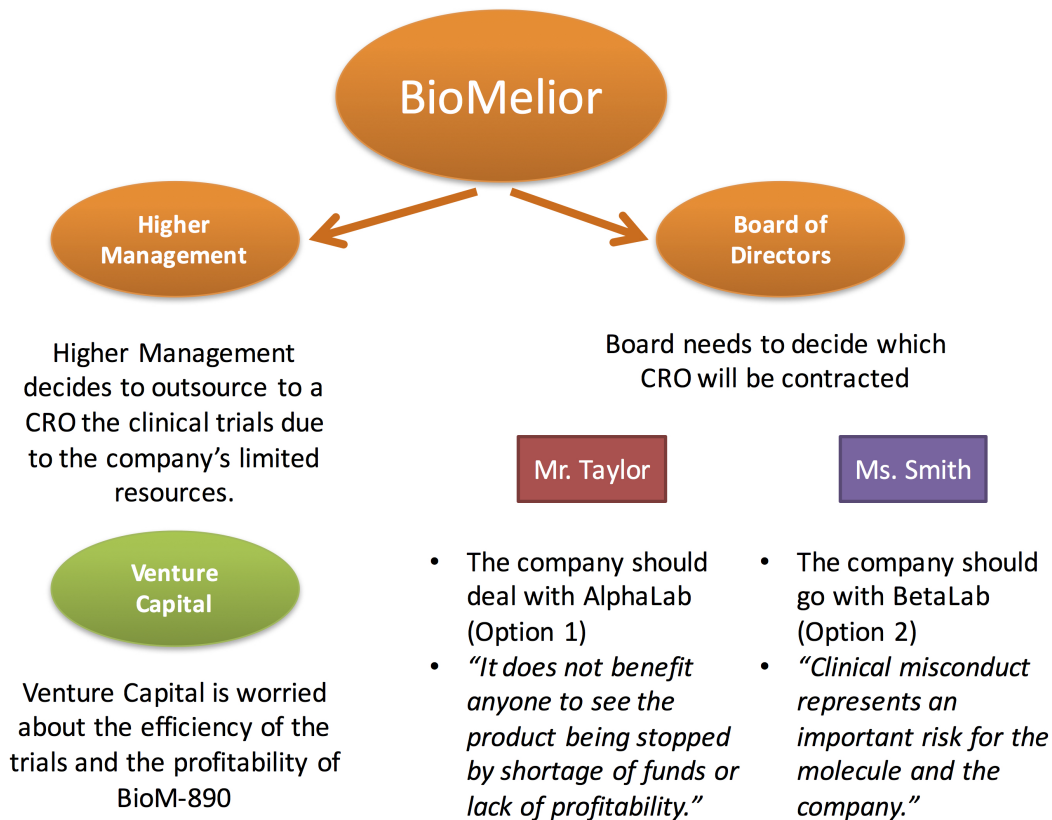 BioMelior
Higher
Management
Board of
Directors
Higher Management
decides to outsource to a
CRO the clinical trials due
to the company's limited
resources.
Venture
Capital
Venture Capital is worried
about the efficiency of the
trials and the profitability of
BioM-890
Board needs to decide which
CRO will be contracted
Mr. Taylor
• The company should
deal with AlphaLab
(Option 1)
• “It does not benefit
anyone to see the
product being stopped
by shortage of funds or
lack of profitability.”
Ms. Smith
• The company should
go with BetaLab
(Option 2)
• “Clinical misconduct
represents an
important risk for the
molecule and the
company.”